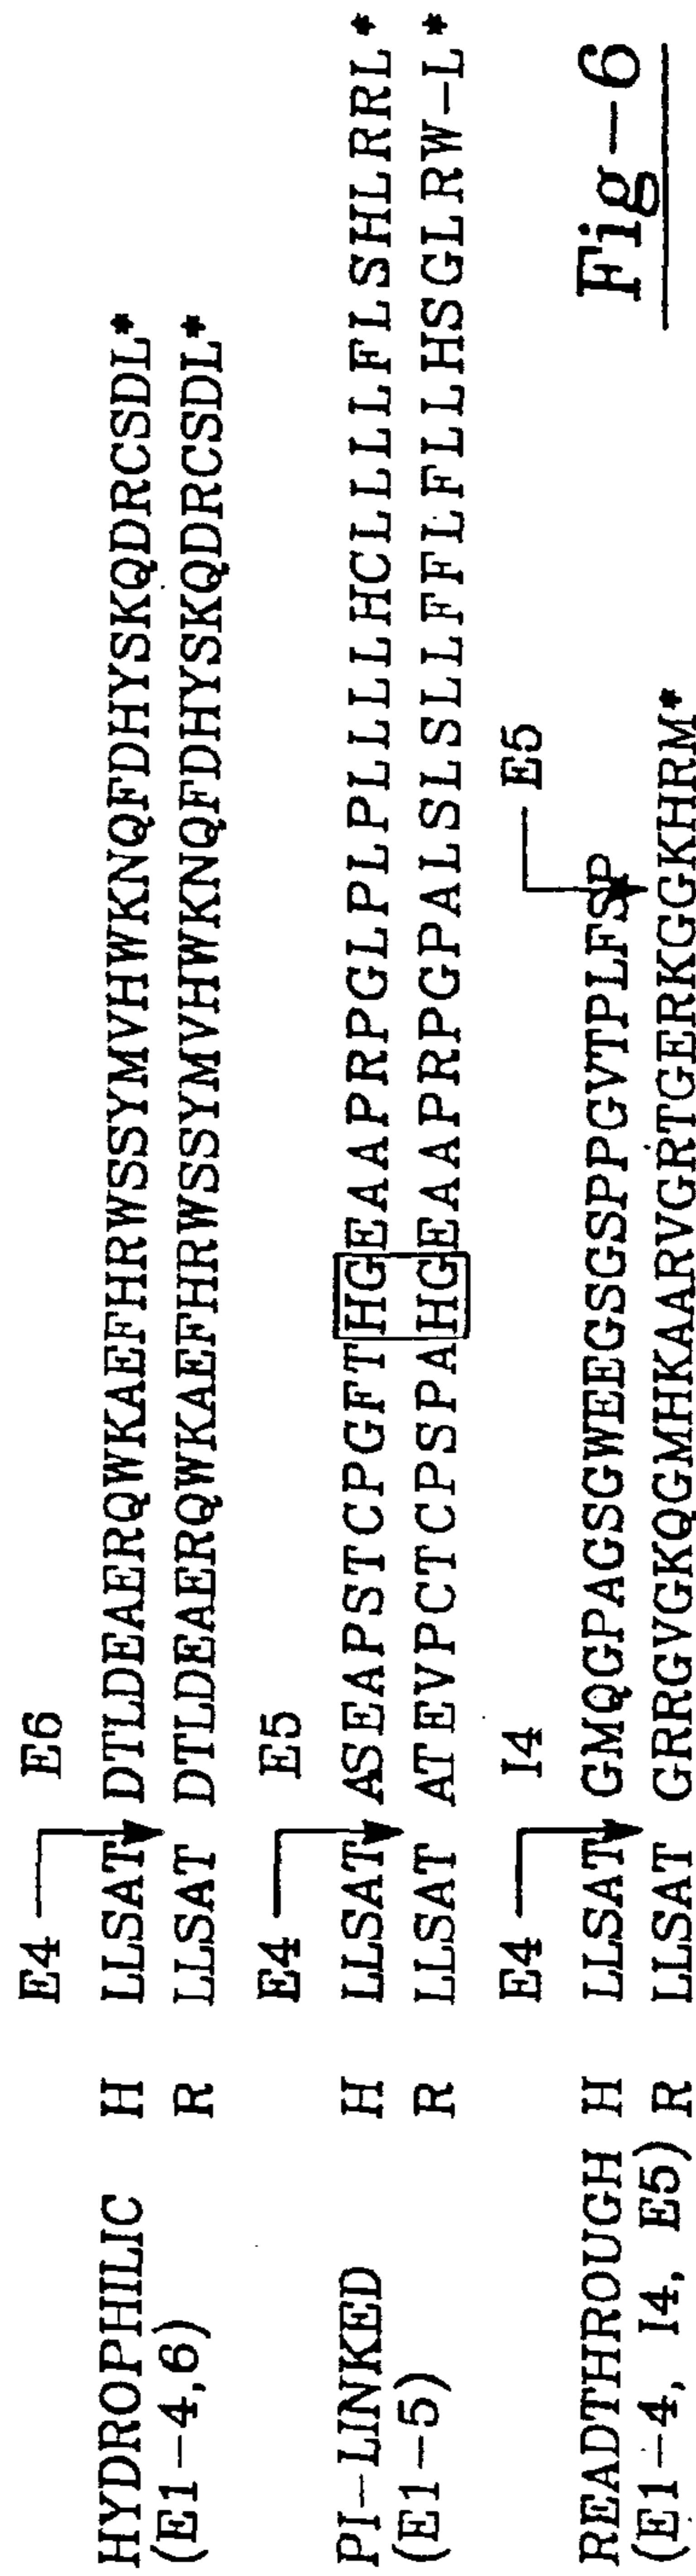 E4 E6
HYDROPHILIC H LLSAT DTLDEAERQWKAEFHRWSSYMVHWKNQFDHYSKQDRCSDL*
(E1-4,6) R LLSAT DTLDEAERQWKAEFHRWSSYMVHWKNQFDHYSKQDRCSDL*
E4 E5
PI-LINKED H LLSAT ASEAPSTCPGFTHGEAAPRPGLPLPLLLLHCLLLLFLSHLRRL*
(E1-5) R LLSAT ATEVPCTCPSPAHGEAAPRPGPALSLSLLFFLFLLHSGLRW-L*
E4 I4 E5
READTHROUGH H LLSAT GMQGPAGSGWEEGSGSPPGVTPLFSP
(E1-4, I4, E5) R LLSAT GRRGVGKQGMHKAARVGRTGERKGGKHRM*
Fig-6